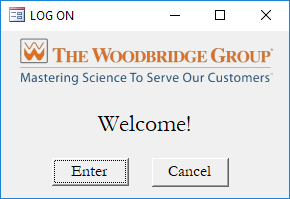 LOG ON
THE WOODBRIDGE GROUP
Mastering Science To Serve Our Customers
Welcome!
Enter
Cancel